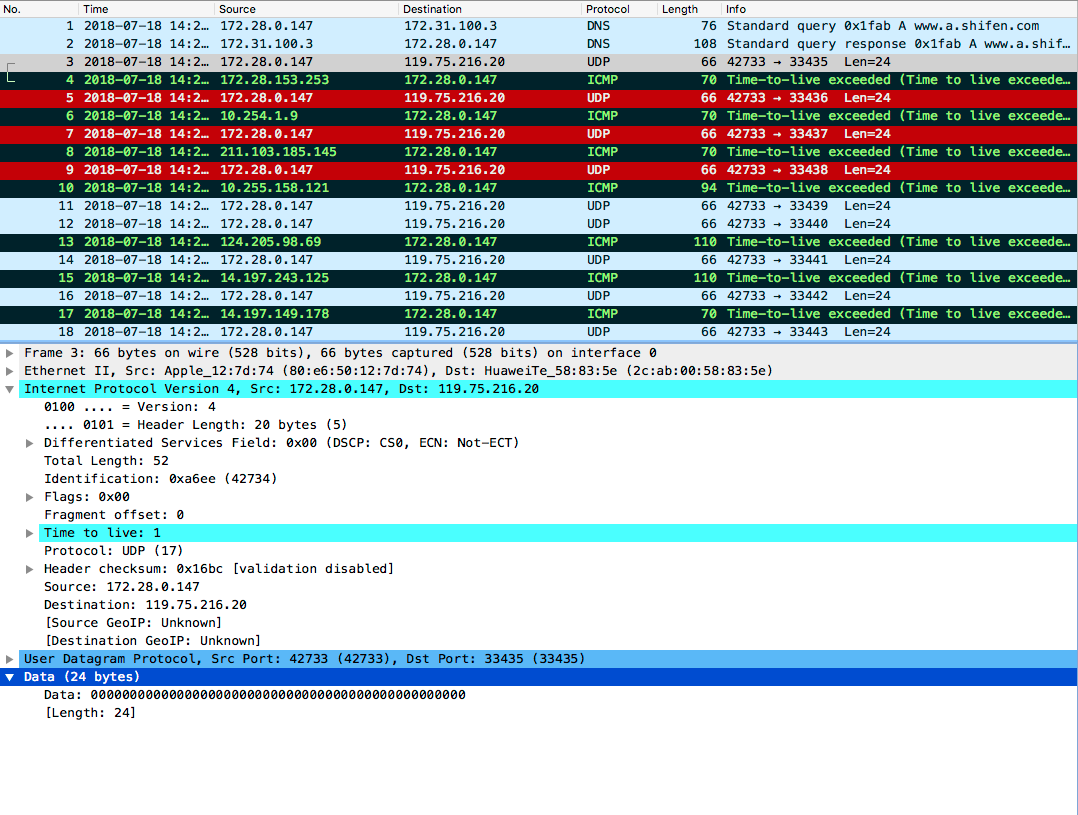 No. Time Source Destination Protocol Length Info
1 2018-07-18 14:2… 172.28.0.147 172.31.100.3 DNS 76 Standard query 0x1fab A www.a.shifen.com
2 2018-07-18 14:2… 172.31.100.3 172.28.0.147 DNS 108 Standard query response 0x1fab A www.a.shif…
3 2018-07-18 14:2… 172.28.0.147 119.75.216.20 UDP 66 42733 → 33435 Len=24
4 2018-07-18 14:2… 172.28.153.253 172.28.0.147 ICMP 70 Time-to-live exceeded (Time to live exceede…
5 2018-07-18 14:2… 172.28.0.147 119.75.216.20 UDP 66 42733 → 33436 Len=24
6 2018-07-18 14:2… 10.254.1.9 172.28.0.147 ICMP 70 Time-to-live exceeded (Time to live exceede…
7 2018-07-18 14:2… 172.28.0.147 119.75.216.20 UDP 66 42733 → 33437 Len=24
8 2018-07-18 14:2… 211.103.185.145 172.28.0.147 ICMP 70 Time-to-live exceeded (Time to live exceede…
9 2018-07-18 14:2… 172.28.0.147 119.75.216.20 UDP 66 42733 → 33438 Len=24
10 2018-07-18 14:2… 10.255.158.121 172.28.0.147 ICMP 94 Time-to-live exceeded (Time to live exceede…
11 2018-07-18 14:2… 172.28.0.147 119.75.216.20 UDP 66 42733 → 33439 Len=24
12 2018-07-18 14:2… 172.28.0.147 119.75.216.20 UDP 66 42733 → 33440 Len=24
13 2018-07-18 14:2… 124.205.98.69 172.28.0.147 ICMP 110 Time-to-live exceeded (Time to live exceede…
14 2018-07-18 14:2… 172.28.0.147 119.75.216.20 UDP 66 42733 → 33441 Len=24
15 2018-07-18 14:2… 14.197.243.125 172.28.0.147 ICMP 110 Time-to-live exceeded (Time to live exceede…
16 2018-07-18 14:2… 172.28.0.147 119.75.216.20 UDP 66 42733 → 33442 Len=24
17 2018-07-18 14:2… 14.197.149.178 172.28.0.147 ICMP 70 Time-to-live exceeded (Time to live exceede…
18 2018-07-18 14:2… 172.28.0.147 119.75.216.20 UDP 66 42733 → 33443 Len=24
Frame 3: 66 bytes on wire (528 bits), 66 bytes captured (528 bits) on interface 0
Ethernet II, Src: Apple_12:7d:74 (80:e6:50:12:7d:74), Dst: HuaweiTe_58:83:5e (2c:ab:00:58:83:5e)
Internet Protocol Version 4, Src: 172.28.0.147, Dst: 119.75.216.20
0100 .... = Version: 4
.... 0101 = Header Length: 20 bytes (5)
Differentiated Services Field: 0x00 (DSCP: CS0, ECN: Not-ECT)
Total Length: 52
Identification: 0xa6ee (42734)
Flags: 0x00
Fragment offset: 0
Time to live: 1
Protocol: UDP (17)
Header checksum: 0x16bc [validation disabled]
Source: 172.28.0.147
Destination: 119.75.216.20
[Source GeoIP: Unknown]
[Destination GeoIP: Unknown]
User Datagram Protocol, Src Port: 42733 (42733), Dst Port: 33435 (33435)
Data (24 bytes)
Data: 000000000000000000000000000000000000000000000000
[Length: 24]